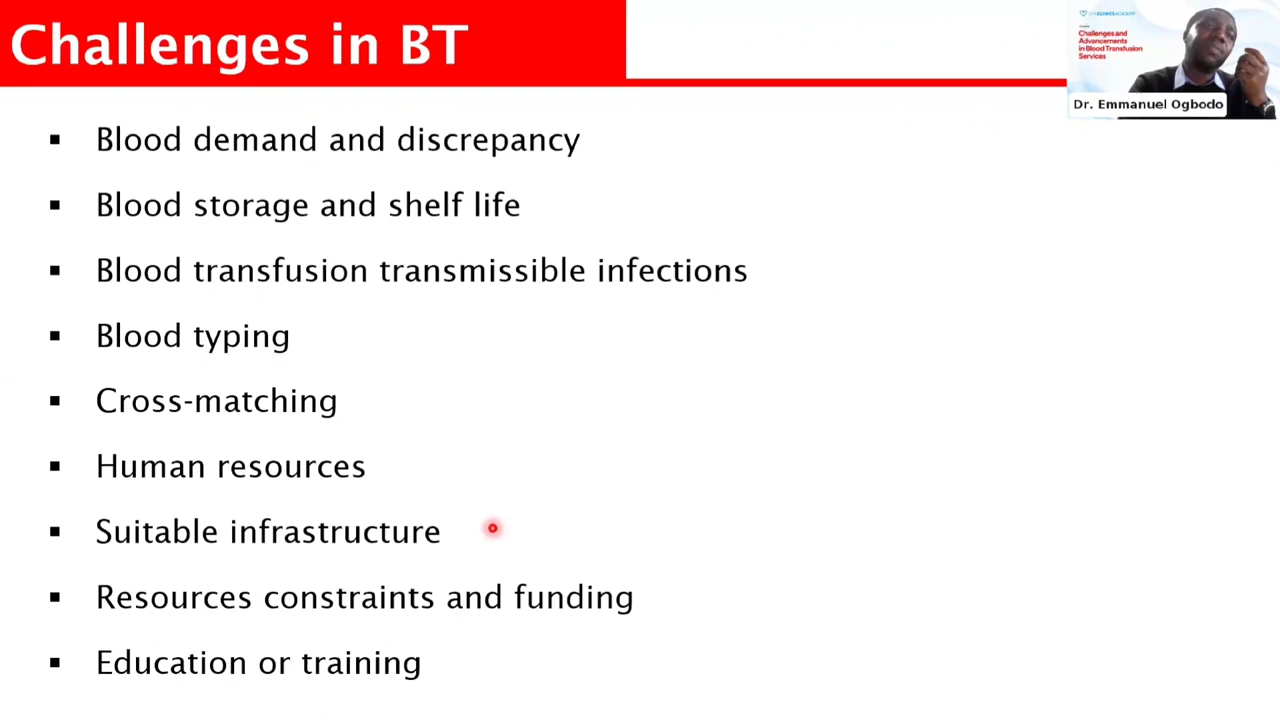 Challenges in BT
Challenges and
Advancements
in Blood Transfusion
Services
Dr. Emmanuel Ogbodo
▪ Blood demand and discrepancy
▪ Blood storage and shelf life
▪ Blood transfusion transmissible infections
▪ Blood typing
▪ Cross-matching
▪ Human resources
▪ Suitable infrastructure
▪ Resources constraints and funding
▪ Education or training